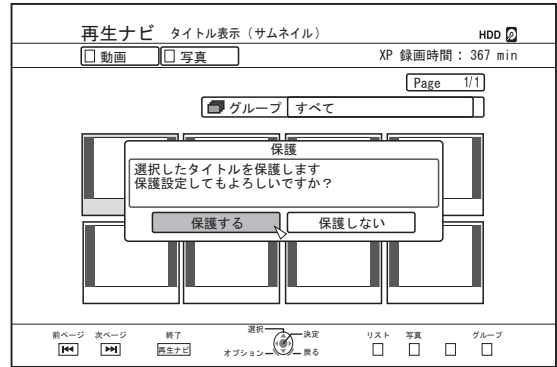 再生ナビ タイトル表示（サムネイル） HDD
動画 写真 XP 録画時間： 367 min
Page 1/1
グループ すべて
保護
選択したタイトルを保護します
保護設定してもよろしいですか？
保護する 保護しない
前ページ 次ページ 終了 選択 決定 リスト 写真 グループ
再生ナビ オプション 戻る